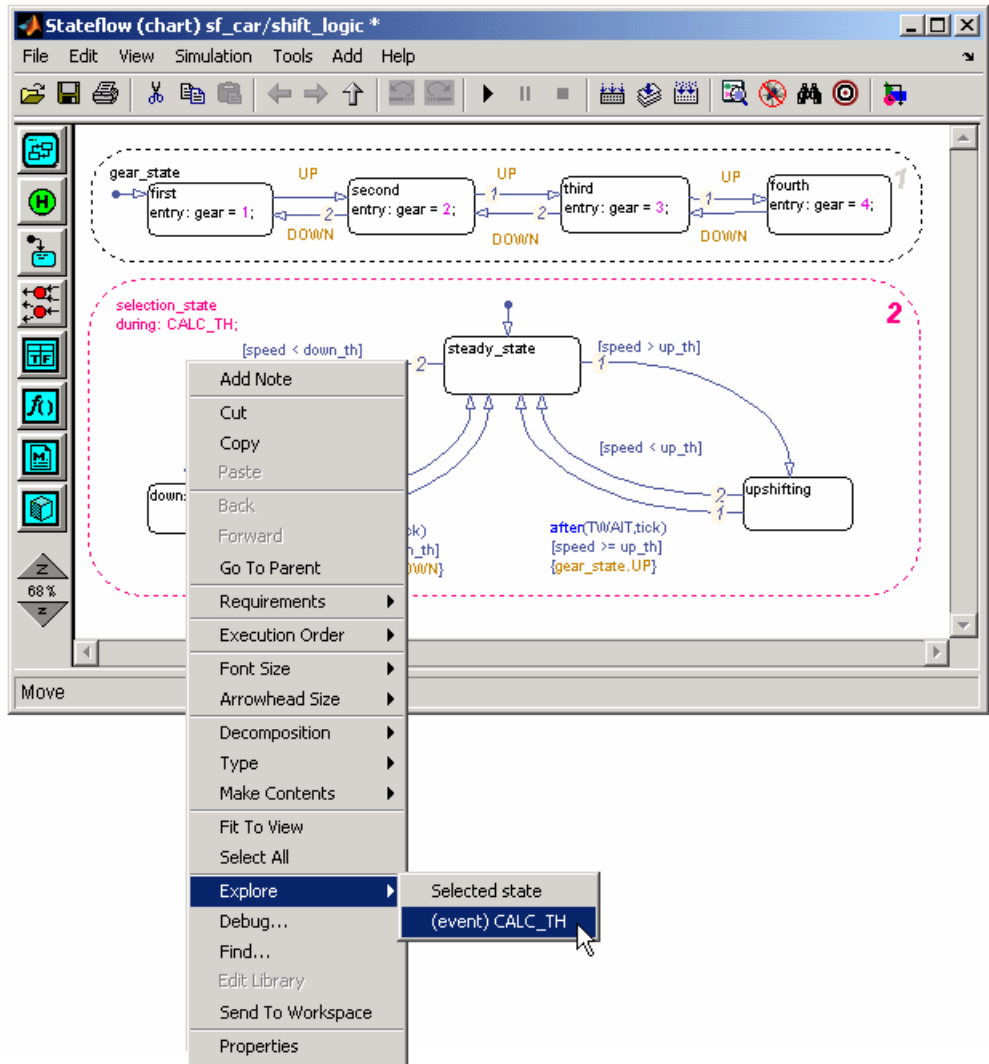 Stateflow (chart) sf_car/shift_logic *
File Edit View Simulation Tools Add Help
gear_state
first
entry: gear = 1;
UP
2
DOWN
second
entry: gear = 2;
UP
1
2
DOWN
third
entry: gear = 3;
UP
1
DOWN
fourth
entry: gear = 4;
1
selection_state
during: CALC_TH;
2
[speed < down_th]
2
steady_state
[speed > up_th]
1
[speed < up_th]
2
1
upshifting
down
after(TWAIT,tick)
[speed >= up_th]
{gear_state.UP}
68%
Z
Z
Move
Add Note
Cut
Copy
Paste
Back
Forward
Go To Parent
Requirements
Execution Order
Font Size
Arrowhead Size
Decomposition
Type
Make Contents
Fit To View
Select All
Explore
Selected state
(event) CALC_TH
Debug...
Find...
Edit Library
Send To Workspace
Properties